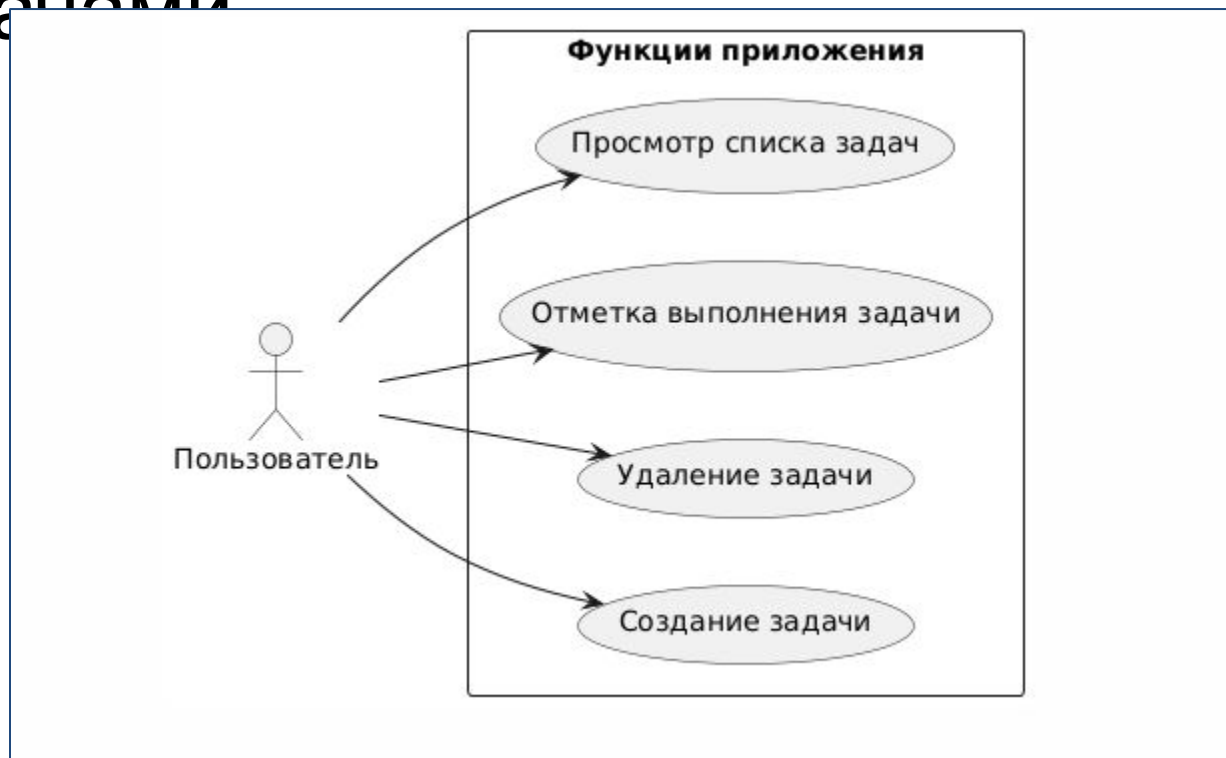 Функции приложения
Просмотр списка задач
Отметка выполнения задачи
Пользователь
Удаление задачи
Создание задачи